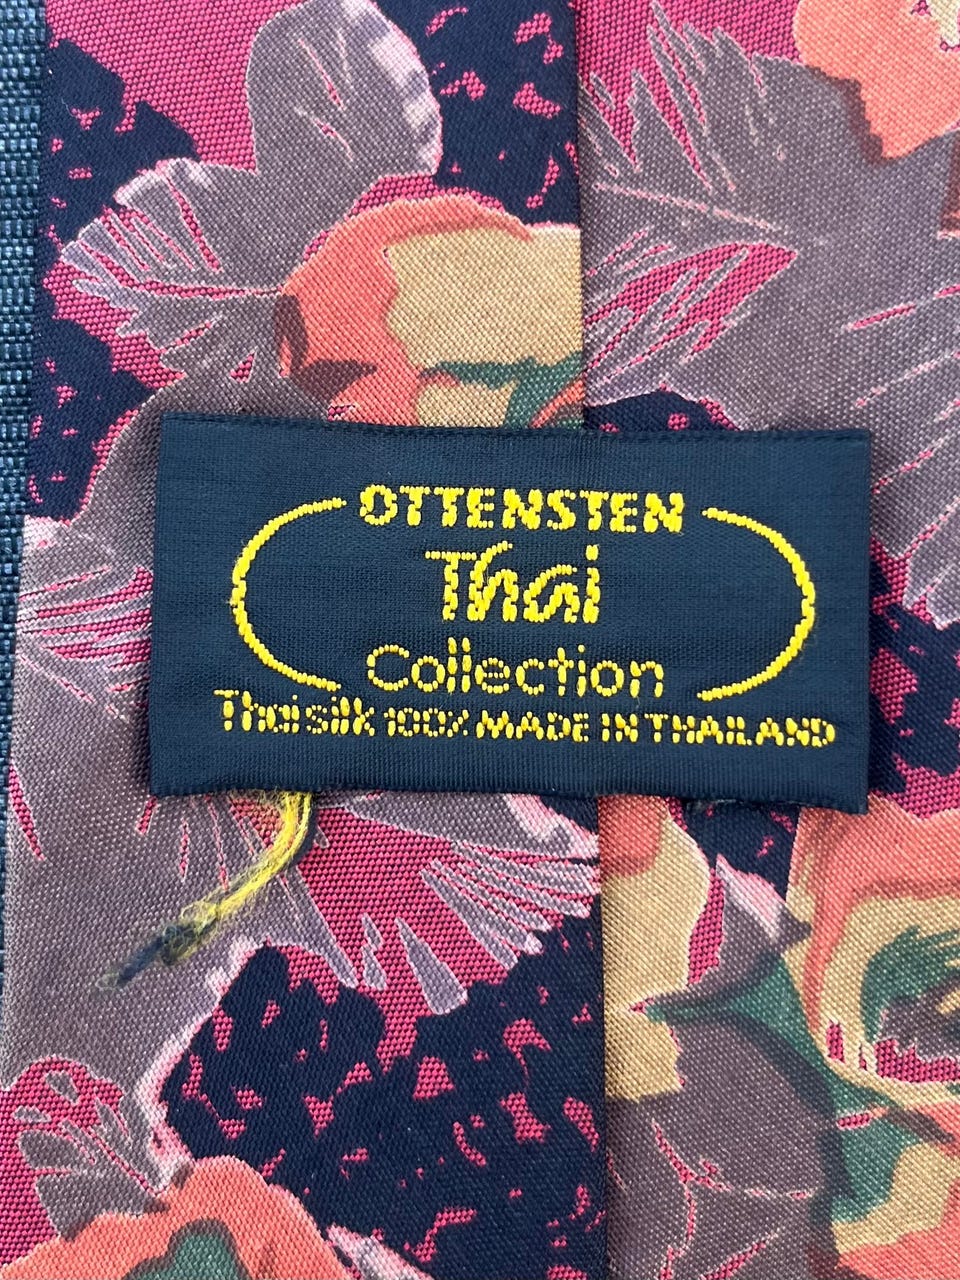 OTTENSTEN
Thai
Collection
Thai silk 100% MADE IN THAILAND